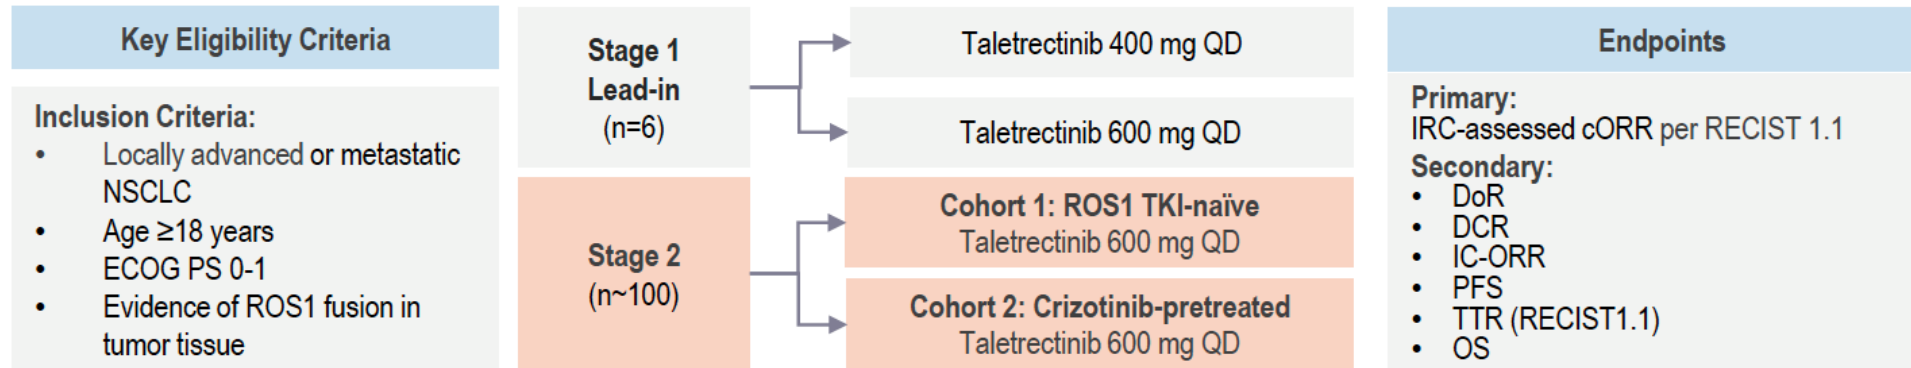 Key Eligibility Criteria
Inclusion Criteria:
• Locally advanced or metastatic
NSCLC
• Age ≥18 years
• ECOG PS 0-1
• Evidence of ROS1 fusion in
tumor tissue
Stage 1
Lead-in
(n=6)
Taletrectinib 400 mg QD
Taletrectinib 600 mg QD
Stage 2
(n~100)
Cohort 1: ROS1 TKI-naïve
Taletrectinib 600 mg QD
Cohort 2: Crizotinib-pretreated
Taletrectinib 600 mg QD
Endpoints
Primary:
IRC-assessed cORR per RECIST 1.1
Secondary:
• DoR
• DCR
• IC-ORR
• PFS
• TTR (RECIST1.1)
• OS